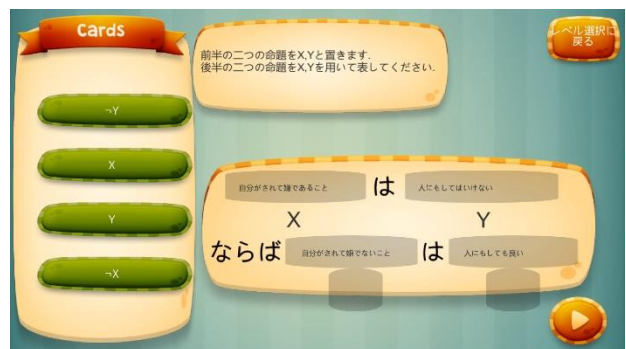 Cards
¬Y
X
Y
¬X
前半の二つの命題をX,Yと置きます.
後半の二つの命題をX,Yを用いて表してください.
レベル選択に
戻る
自分がされて嫌であること は 人にもしてはいけない
X Y
ならば 自分がされて嫌でないこと は 人にもしても良い